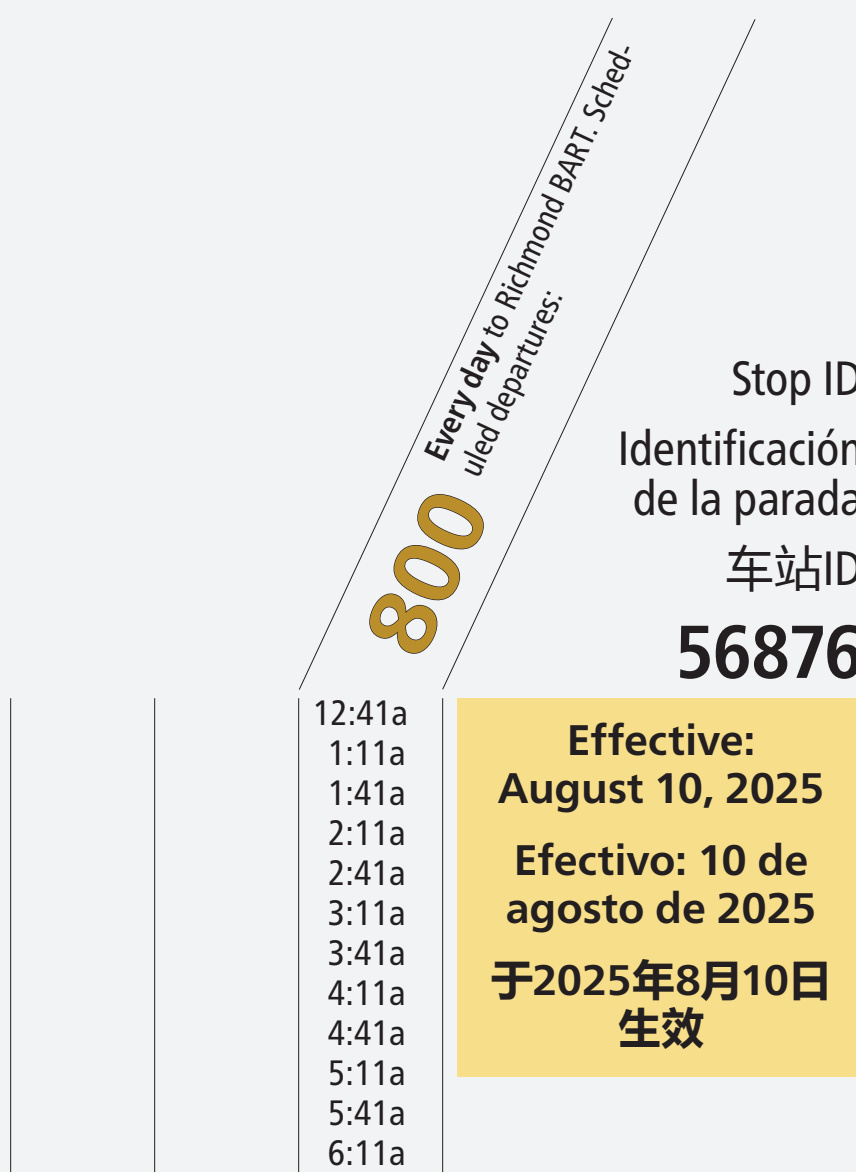 800
Every day to Richmond BART. Sched-
uled departures:
Stop ID
Identificación
de la parada
车站ID
56876
12:41a
1:11a
1:41a
2:11a
2:41a
3:11a
3:41a
4:11a
4:41a
5:11a
5:41a
6:11a
Effective:
August 10, 2025
Efectivo: 10 de
agosto de 2025
于2025年8月10日
生效